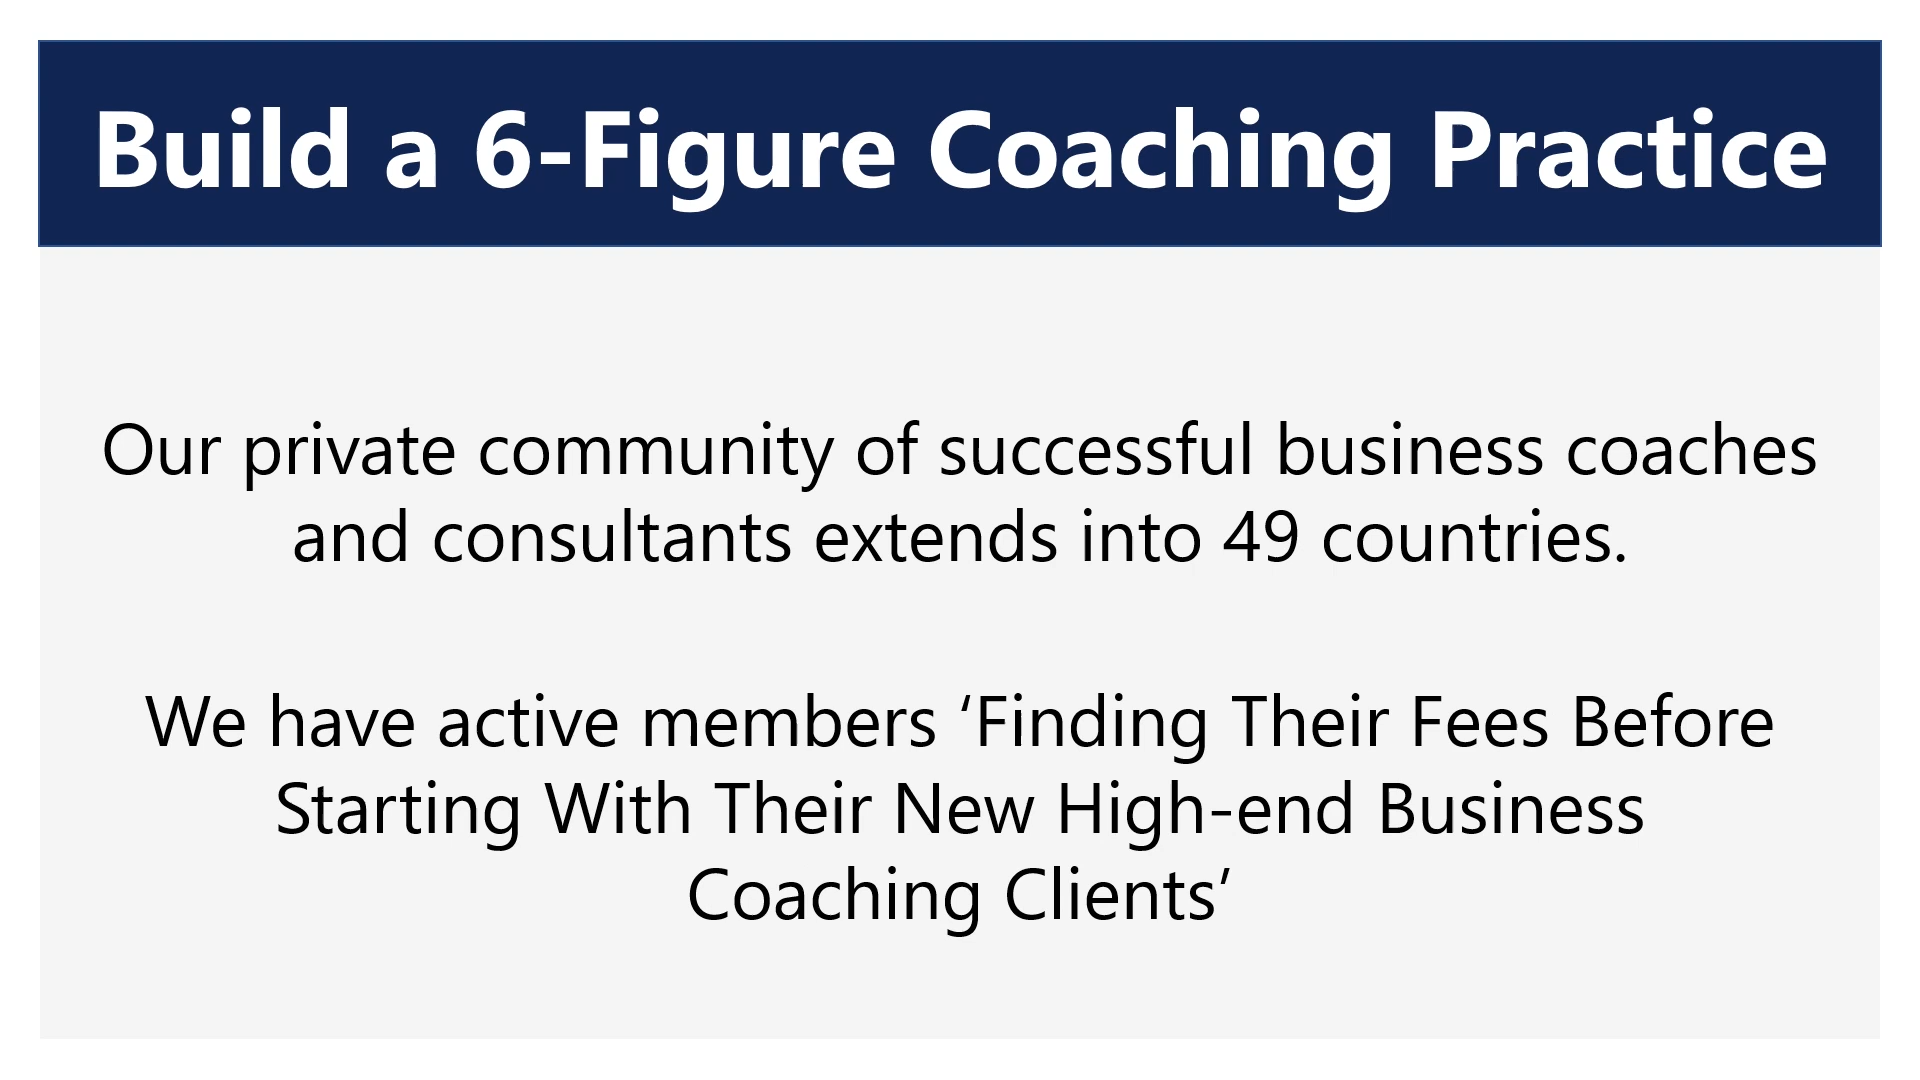 Build a 6-Figure Coaching Practice
Our private community of successful business coaches
and consultants extends into 49 countries.
We have active members ‘Finding Their Fees Before
Starting With Their New High-end Business
Coaching Clients’